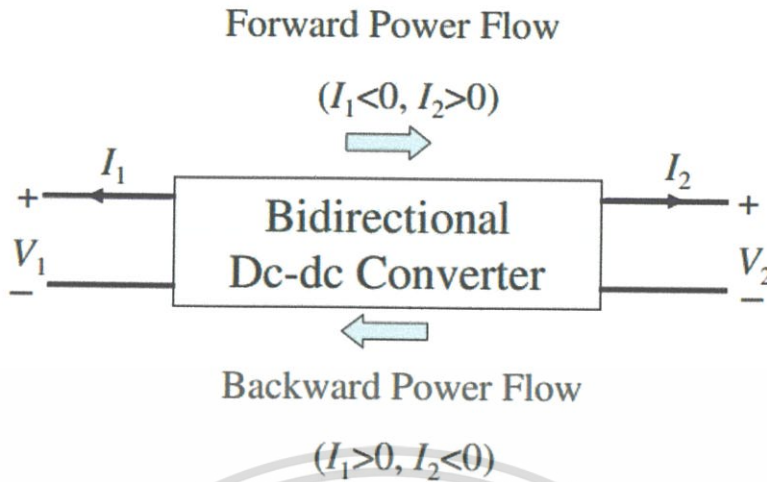 Forward Power Flow
(I₁<0, I₂>0)
I₁
I₂
+
+
Bidirectional
Dc-dc Converter
V₁
V₂
−
−
Backward Power Flow
(I₁>0, I₂<0)